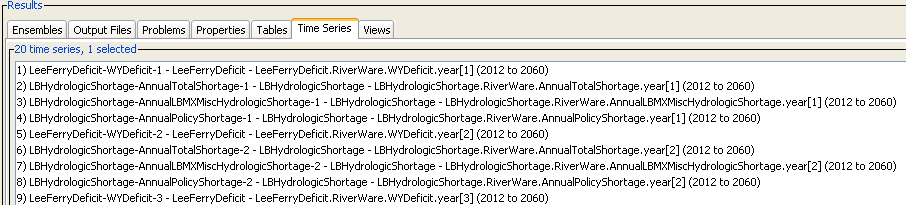 Results
Ensembles Output Files Problems Properties Tables Time Series Views
20 time series, 1 selected
1) LeeFerryDeficit-WYDeficit-1 - LeeFerryDeficit - LeeFerryDeficit.RiverWare.WYDeficit.year[1] (2012 to 2060)
2) LBHydrologicShortage-AnnualTotalShortage-1 - LBHydrologicShortage - LBHydrologicShortage.RiverWare.AnnualTotalShortage.year[1] (2012 to 2060)
3) LBHydrologicShortage-AnnualLBMXMiscHydrologicShortage-1 - LBHydrologicShortage - LBHydrologicShortage.RiverWare.AnnualLBMXMiscHydrologicShortage.year[1] (2012 to 2060)
4) LBHydrologicShortage-AnnualPolicyShortage-1 - LBHydrologicShortage - LBHydrologicShortage.RiverWare.AnnualPolicyShortage.year[1] (2012 to 2060)
5) LeeFerryDeficit-WYDeficit-2 - LeeFerryDeficit - LeeFerryDeficit.RiverWare.WYDeficit.year[2] (2012 to 2060)
6) LBHydrologicShortage-AnnualTotalShortage-2 - LBHydrologicShortage - LBHydrologicShortage.RiverWare.AnnualTotalShortage.year[2] (2012 to 2060)
7) LBHydrologicShortage-AnnualLBMXMiscHydrologicShortage-2 - LBHydrologicShortage - LBHydrologicShortage.RiverWare.AnnualLBMXMiscHydrologicShortage.year[2] (2012 to 2060)
8) LBHydrologicShortage-AnnualPolicyShortage-2 - LBHydrologicShortage - LBHydrologicShortage.RiverWare.AnnualPolicyShortage.year[2] (2012 to 2060)
9) LeeFerryDeficit-WYDeficit-3 - LeeFerryDeficit - LeeFerryDeficit.RiverWare.WYDeficit.year[3] (2012 to 2060)